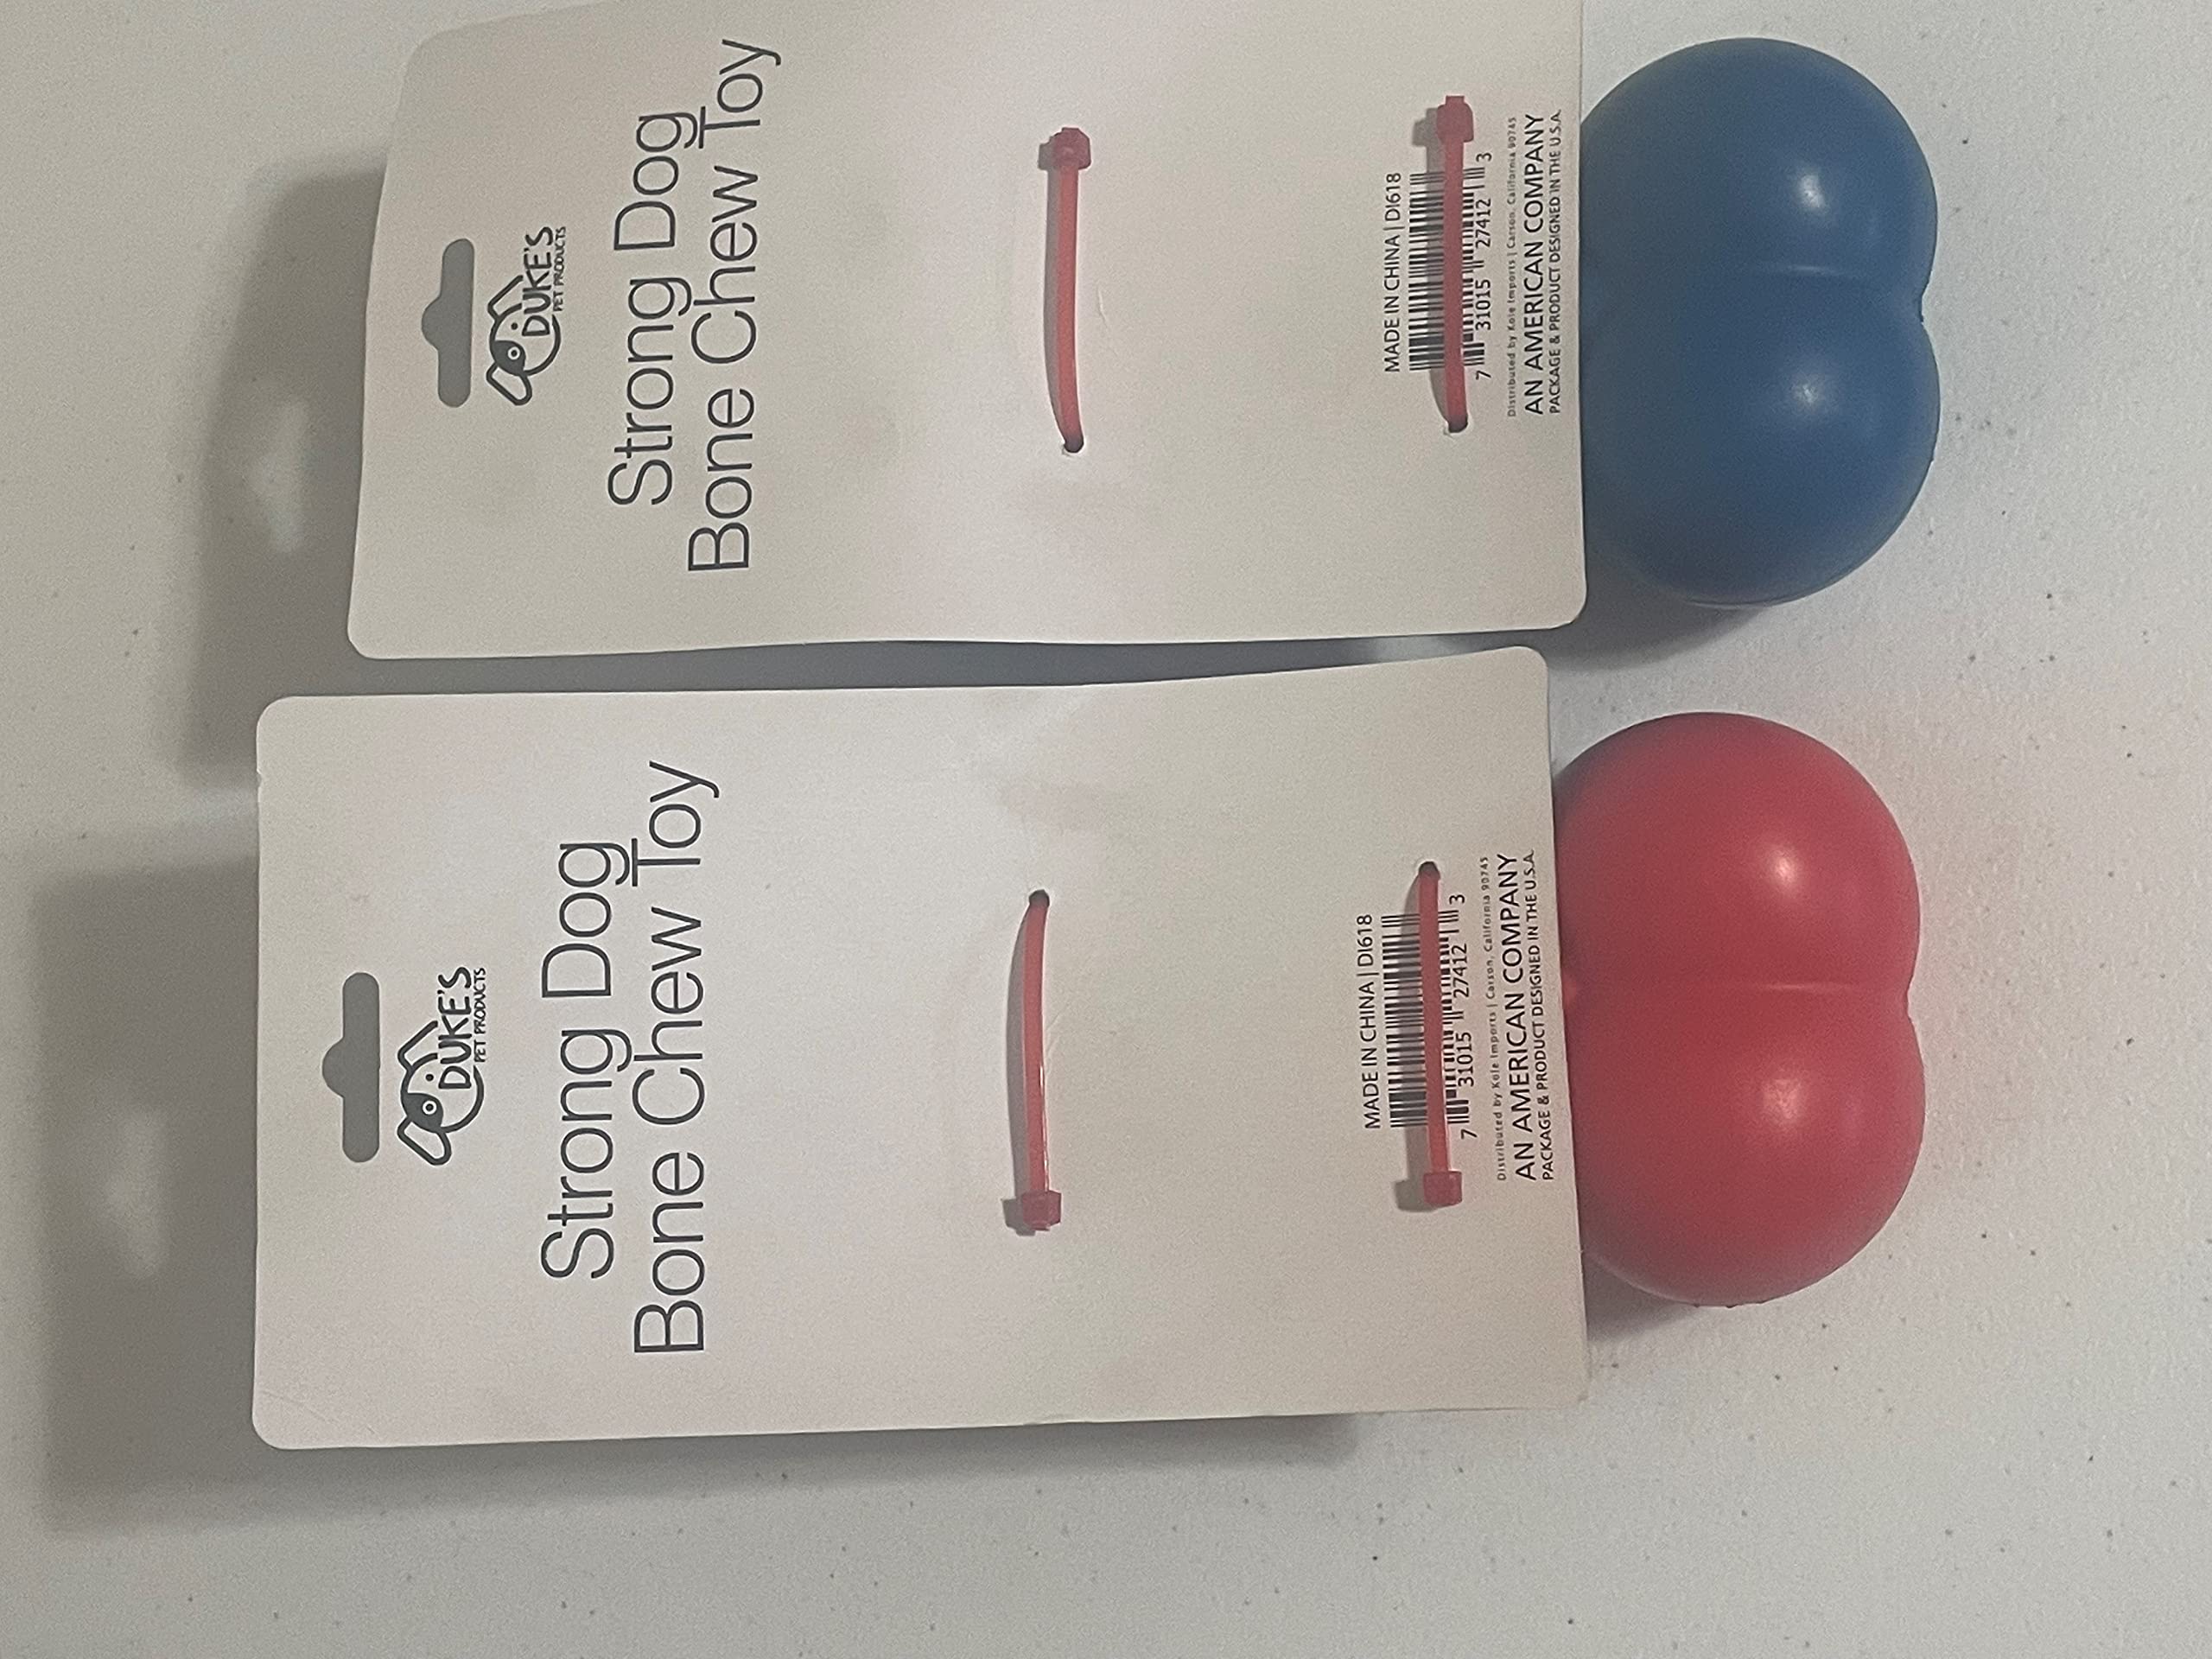 DUKE'S
PET PRODUCTS
Strong Dog
Bone Chew Toy
MADE IN CHINA | DI618
7 31015 27412 3
Distributed by Kole Imports | Carson, California 90745
AN AMERICAN COMPANY
PACKAGE & PRODUCT DESIGNED IN THE U.S.A.
DUKE'S
PET PRODUCTS
Strong Dog
Bone Chew Toy
MADE IN CHINA | DI618
7 31015 27412 3
Distributed by Kole Imports | Carson, California 90745
AN AMERICAN COMPANY
PACKAGE & PRODUCT DESIGNED IN THE U.S.A.